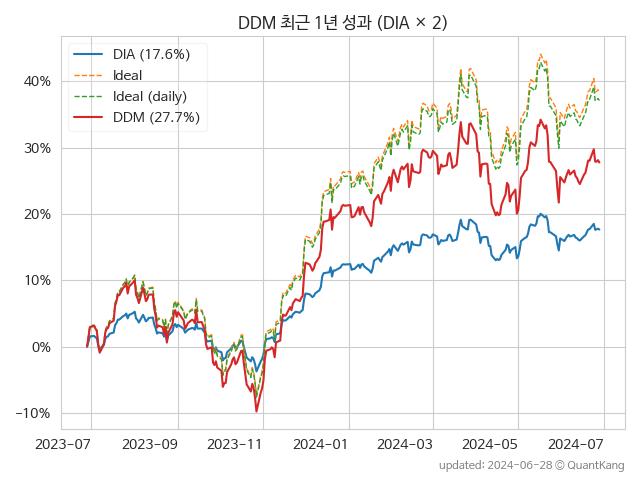 DDM 최근 1년 성과 (DIA × 2)
DIA (17.6%)
Ideal
Ideal (daily)
DDM (27.7%)
40%
30%
20%
10%
0%
−10%
2023-07 2023-09 2023-11 2024-01 2024-03 2024-05 2024-07
updated: 2024-06-28 © QuantKang